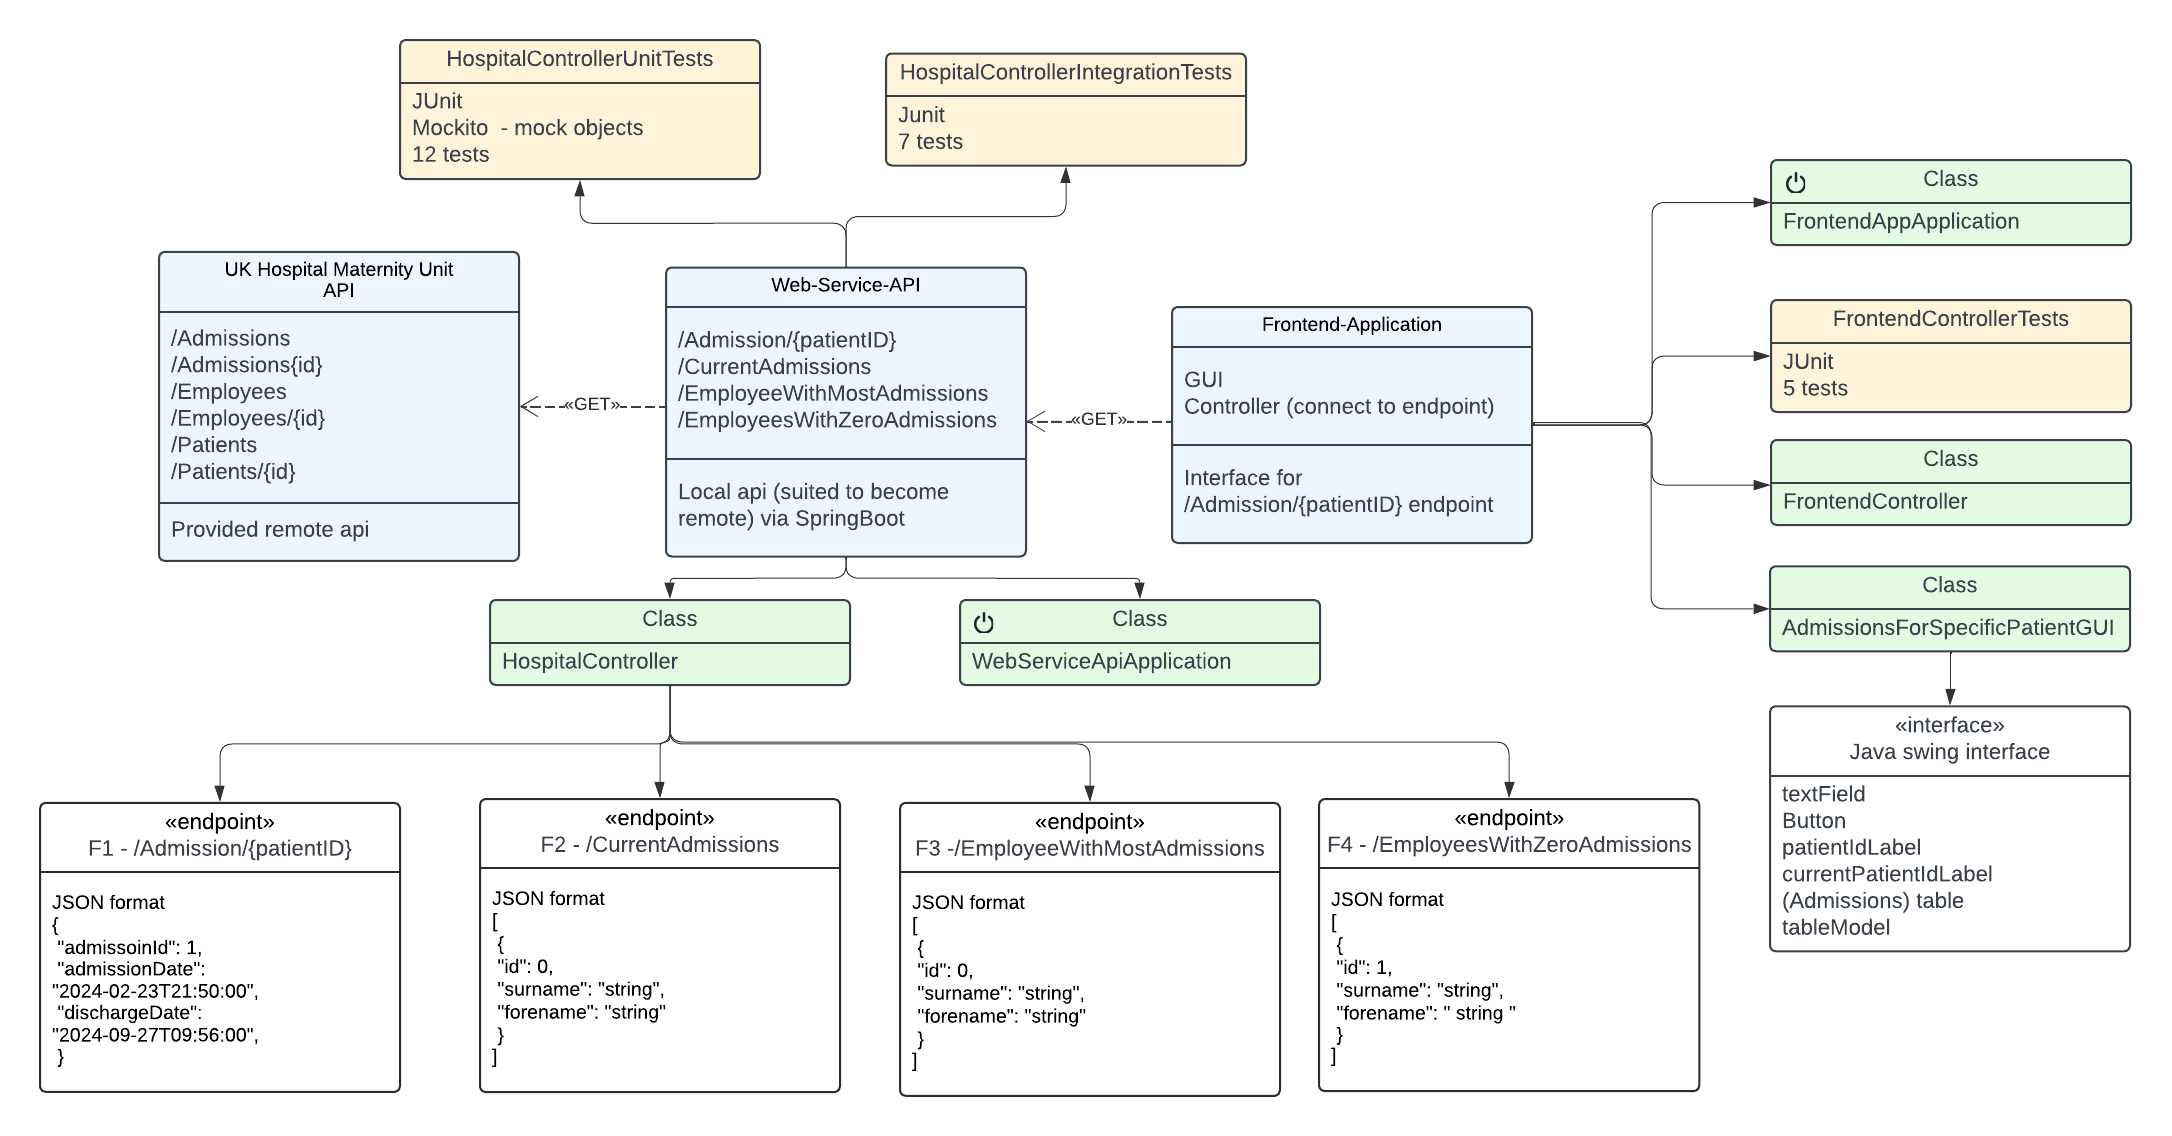 HospitalControllerUnitTests
JUnit
Mockito  - mock objects
12 tests
HospitalControllerIntegrationTests
Junit
7 tests
UK Hospital Maternity Unit
API
/Admissions
/Admissions{id}
/Employees
/Employees/{id}
/Patients
/Patients/{id}
Provided remote api
«GET»
Web-Service-API
/Admission/{patientID}
/CurrentAdmissions
/EmployeeWithMostAdmissions
/EmployeesWithZeroAdmissions
Local api (suited to become
remote) via SpringBoot
«GET»
Frontend-Application
GUI
Controller (connect to endpoint)
Interface for
/Admission/{patientID} endpoint
Class
FrontendAppApplication
FrontendControllerTests
JUnit
5 tests
Class
FrontendController
Class
AdmissionsForSpecificPatientGUI
«interface»
Java swing interface
textField
Button
patientIdLabel
currentPatientIdLabel
(Admissions) table
tableModel
Class
HospitalController
Class
WebServiceApiApplication
«endpoint»
F1 - /Admission/{patientID}
JSON format
{
"admissoinId": 1,
"admissionDate":
"2024-02-23T21:50:00",
"dischargeDate":
"2024-09-27T09:56:00",
}
«endpoint»
F2 - /CurrentAdmissions
JSON format
[
{
"id": 0,
"surname": "string",
"forename": "string"
}
]
«endpoint»
F3 -/EmployeeWithMostAdmissions
JSON format
[
{
"id": 0,
"surname": "string",
"forename": "string"
}
]
«endpoint»
F4 - /EmployeesWithZeroAdmissions
JSON format
[
{
"id": 1,
"surname": "string",
"forename": " string "
}
]